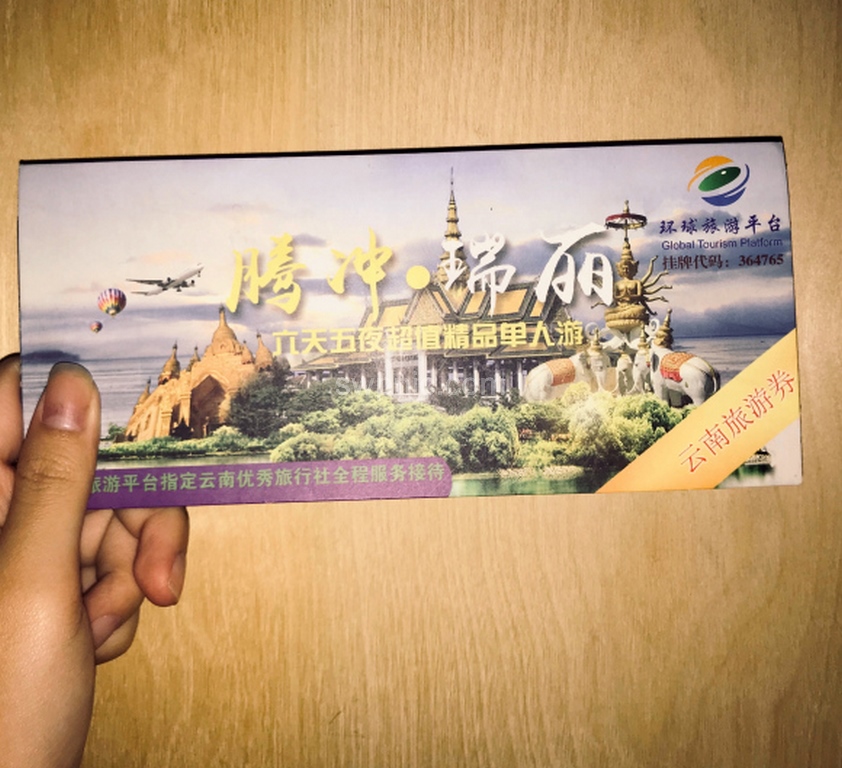 环球旅游平台
Global Tourism Platform
挂牌代码：364765
腾冲•瑞丽
六天五夜超值精品单人游
云南旅游券
旅游平台指定云南优秀旅行社全程服务接待